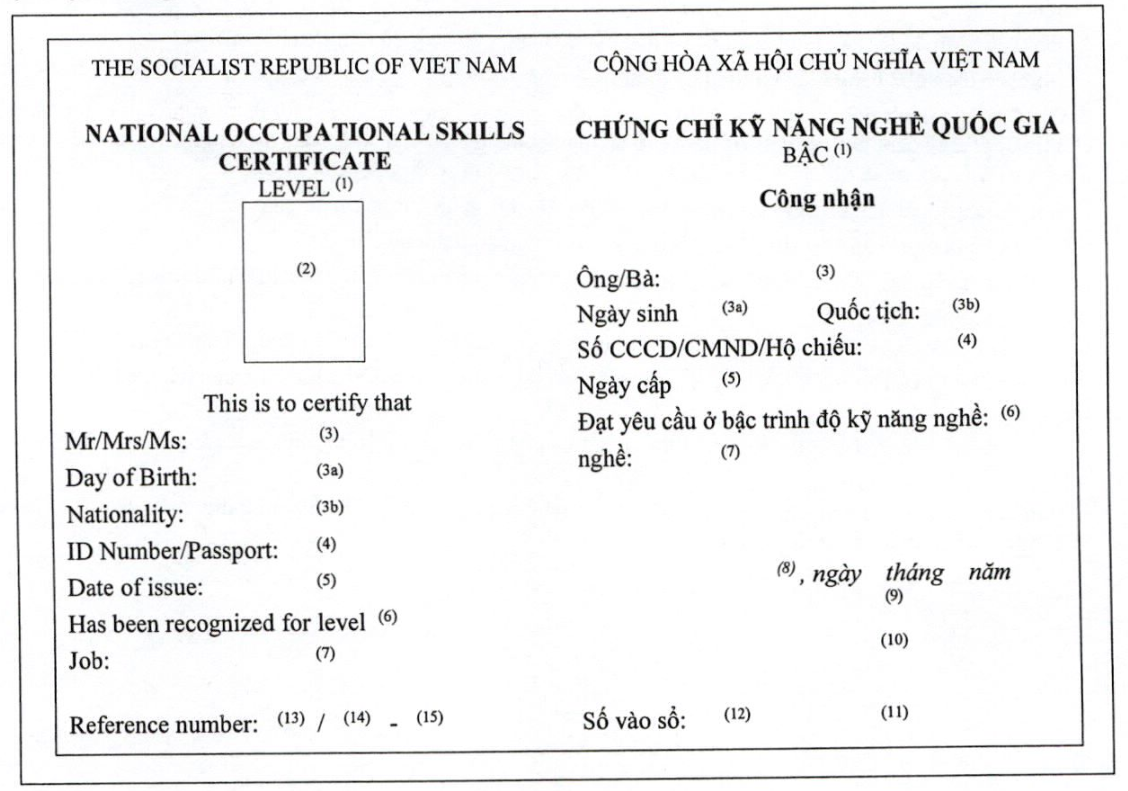 THE SOCIALIST REPUBLIC OF VIET NAM
NATIONAL OCCUPATIONAL SKILLS
CERTIFICATE
LEVEL (1)
(2)
This is to certify that
Mr/Mrs/Ms: (3)
Day of Birth: (3a)
Nationality: (3b)
ID Number/Passport: (4)
Date of issue: (5)
Has been recognized for level (6)
Job: (7)
Reference number: (13) / (14) - (15)
CỘNG HÒA XÃ HỘI CHỦ NGHĨA VIỆT NAM
CHỨNG CHỈ KỸ NĂNG NGHỀ QUỐC GIA
BẬC (1)
Công nhận
Ông/Bà: (3)
Ngày sinh (3a) Quốc tịch: (3b)
Số CCCD/CMND/Hộ chiếu: (4)
Ngày cấp (5)
Đạt yêu cầu ở bậc trình độ kỹ năng nghề: (6)
nghề: (7)
(8), ngày tháng năm
(9)
(10)
Số vào sổ: (12) (11)